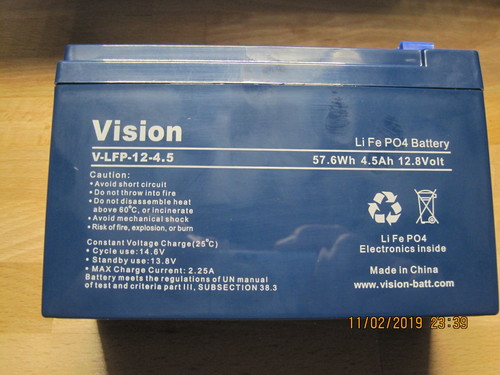 Vision
Li Fe PO4 Battery
V-LFP-12-4.5
57.6Wh 4.5Ah 12.8Volt
Caution:
• Avoid short circuit
• Do not throw into fire
• Do not disassemble heat
above 60°C, or incinerate
• Avoid mechanical shock
• Risk of fire, explosion, or burn
Constant Voltage Charge(25°C)
• Cycle use:14.6V
• Standby use:13.8V
• MAX Charge Current: 2.25A
Battery meets the regulations of UN manual
of test and criteria part III, SUBSECTION 38.3
Li Fe PO4
Electronics inside
Made in China
www.vision-batt.com
11/02/2019 23:39